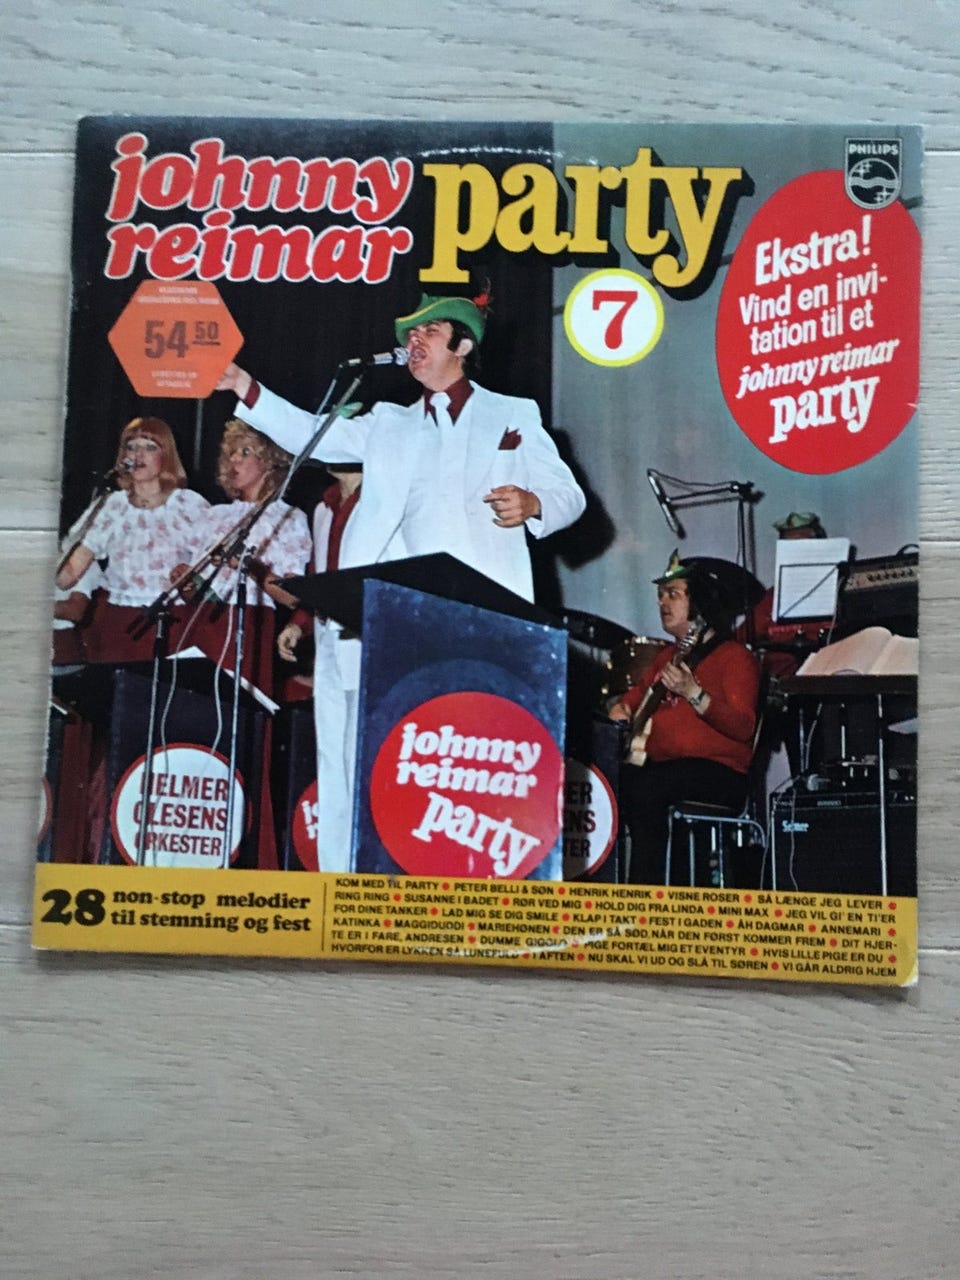 johnny
reimar
party
7
PHILIPS
Ekstra!
Vind en invi-
tation til et
johnny reimar
party
54 50
johnny
reimar
party
HELMER
OLESENS
ORKESTER
28 non-stop melodier
til stemning og fest
KOM MED TIL PARTY • PETER BELLI & SØN • HENRIK HENRIK • VISNE ROSER • SÅ LÆNGE JEG LEVER •
RING RING • SUSANNE I BADET • RØR VED MIG • HOLD DIG FRA LINDA • MINI MAX • JEG VIL GI' EN TI'ER
FOR DINE TANKER • LAD MIG SE DIG SMILE • KLAP I TAKT • FEST I GADEN • ÅH DAGMAR • ANNEMARI •
KATINKA • MAGGIDUDDI • MARIEHØNEN • DEN ER SÅ SØD, NÅR DEN FØRST KOMMER FREM • DIT HJER-
TE ER I FARE, ANDRESEN • DUMME GIGOLO • PIGE FORTÆL MIG ET EVENTYR • HVIS LILLE PIGE ER DU •
HVORFOR ER LYKKEN SÅ LUNEFULD • I AFTEN • NU SKAL VI UD OG SLÅ TIL SØREN • VI GÅR ALDRIG HJEM